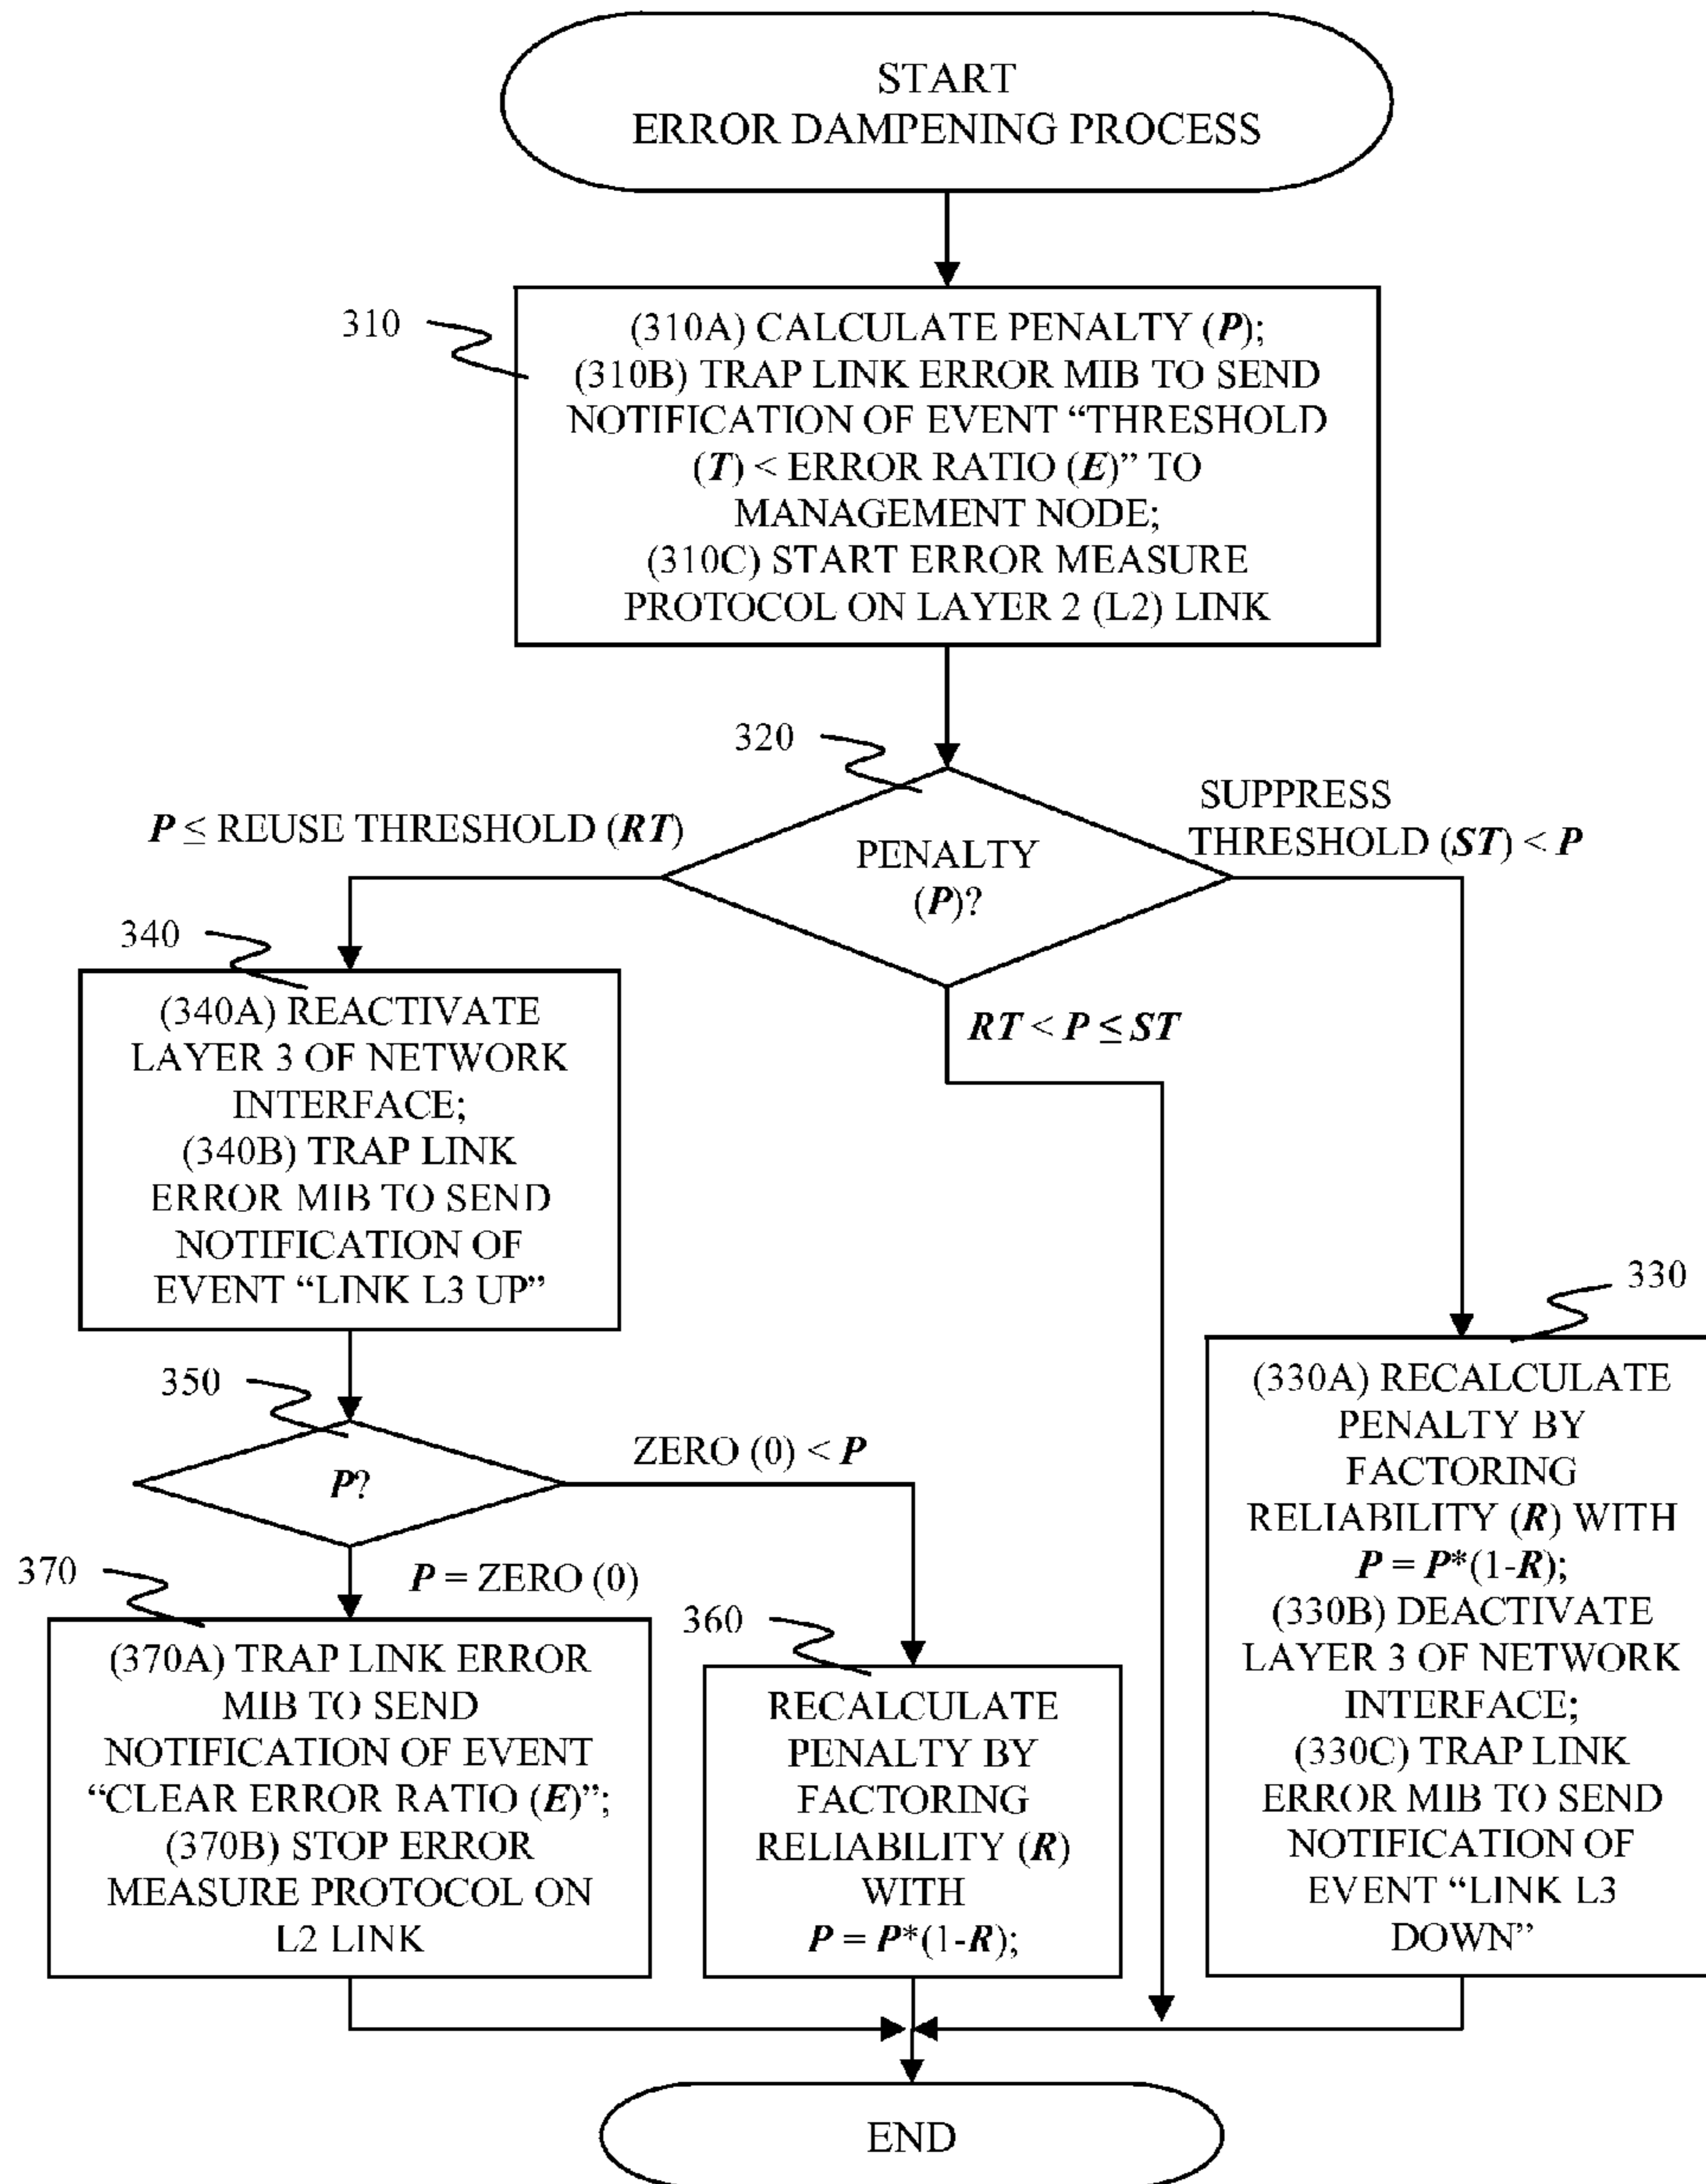 START
ERROR DAMPENING PROCESS
310
(310A) CALCULATE PENALTY (P);
(310B) TRAP LINK ERROR MIB TO SEND
NOTIFICATION OF EVENT “THRESHOLD
(T) < ERROR RATIO (E)” TO
MANAGEMENT NODE;
(310C) START ERROR MEASURE
PROTOCOL ON LAYER 2 (L2) LINK
320
P ≤ REUSE THRESHOLD (RT)
PENALTY
(P)?
SUPPRESS
THRESHOLD (ST) < P
RT < P ≤ ST
340
(340A) REACTIVATE
LAYER 3 OF NETWORK
INTERFACE;
(340B) TRAP LINK
ERROR MIB TO SEND
NOTIFICATION OF
EVENT “LINK L3 UP”
330
(330A) RECALCULATE
PENALTY BY
FACTORING
RELIABILITY (R) WITH
P = P*(1-R);
(330B) DEACTIVATE
LAYER 3 OF NETWORK
INTERFACE;
(330C) TRAP LINK
ERROR MIB TO SEND
NOTIFICATION OF
EVENT “LINK L3
DOWN”
350
P?
ZERO (0) < P
P = ZERO (0)
370
(370A) TRAP LINK ERROR
MIB TO SEND
NOTIFICATION OF EVENT
“CLEAR ERROR RATIO (E)”;
(370B) STOP ERROR
MEASURE PROTOCOL ON
L2 LINK
360
RECALCULATE
PENALTY BY
FACTORING
RELIABILITY (R)
WITH
P = P*(1-R);
END